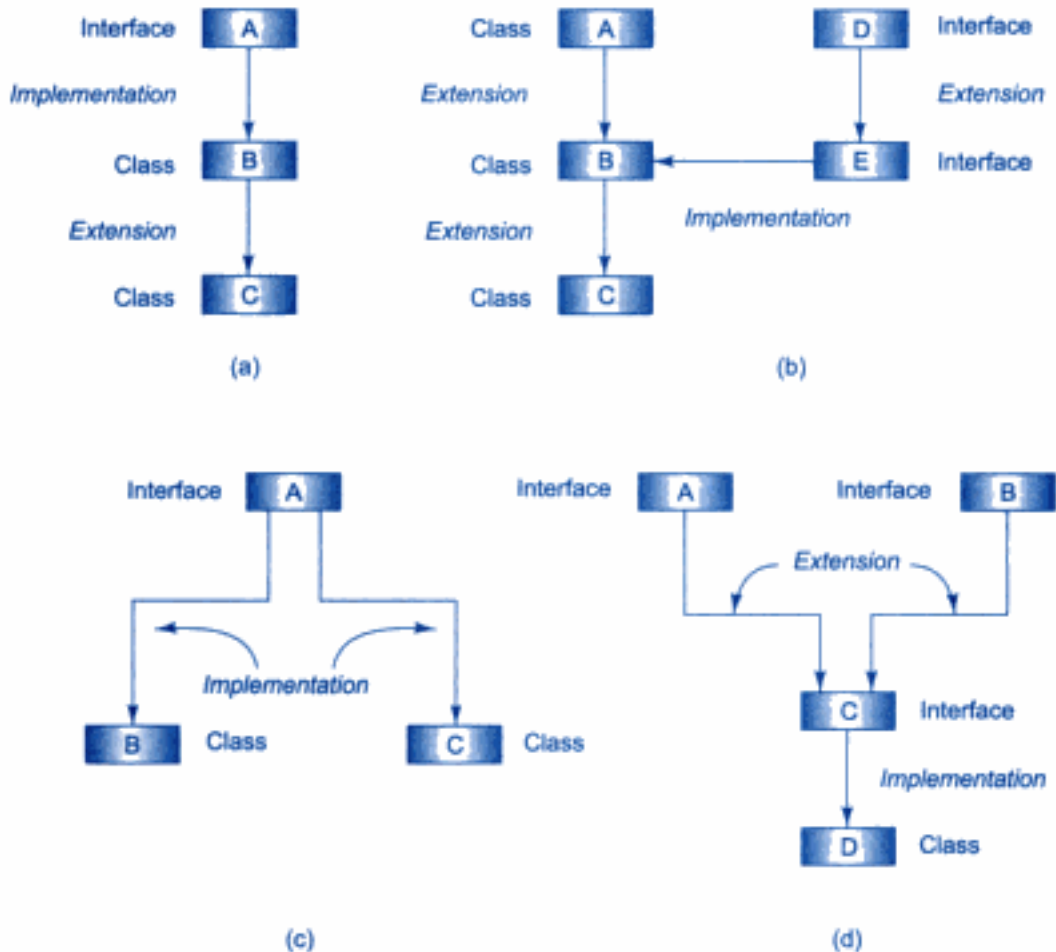 Interface A
Implementation
Class B
Extension
Class C
(a)
Class A
D Interface
Extension
Extension
Class B
E Interface
Implementation
Extension
Class C
(b)
Interface A
Implementation
B Class
C Class
(c)
Interface A
Interface B
Extension
C Interface
Implementation
D Class
(d)